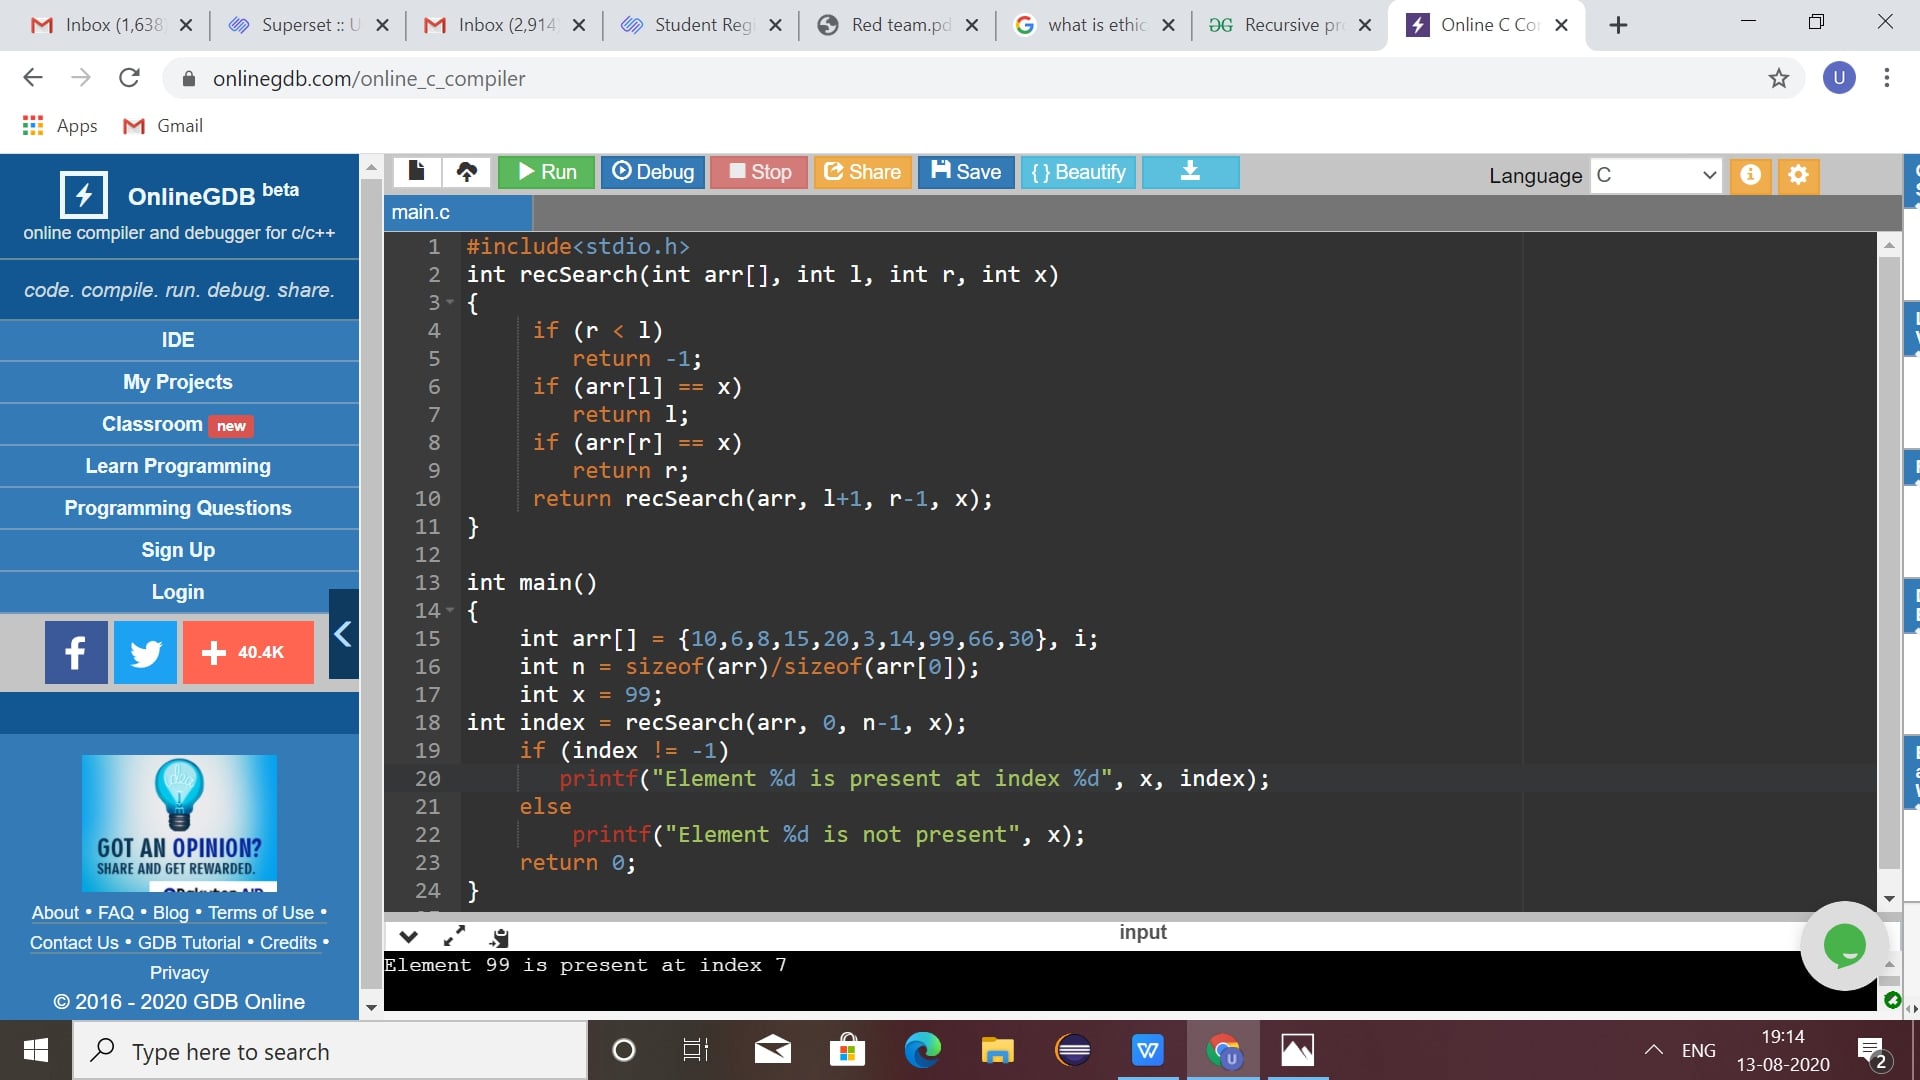 Inbox (1,638
Superset :: U
Inbox (2,914
Student Reg
Red team.pd
what is ethic
Recursive pr
Online C Co
onlinegdb.com/online_c_compiler
U
Apps
Gmail
OnlineGDB beta
online compiler and debugger for c/c++
code. compile. run. debug. share.
IDE
My Projects
Classroom new
Learn Programming
Programming Questions
Sign Up
Login
40.4K
GOT AN OPINION?
SHARE AND GET REWARDED.
About • FAQ • Blog • Terms of Use •
Contact Us • GDB Tutorial • Credits •
Privacy
© 2016 - 2020 GDB Online
Run
Debug
Stop
Share
Save
{ } Beautify
Language C
main.c
1 #include<stdio.h>
2 int recSearch(int arr[], int l, int r, int x)
3 {
4 if (r < l)
5 return -1;
6 if (arr[l] == x)
7 return l;
8 if (arr[r] == x)
9 return r;
10 return recSearch(arr, l+1, r-1, x);
11 }
12
13 int main()
14 {
15 int arr[] = {10,6,8,15,20,3,14,99,66,30}, i;
16 int n = sizeof(arr)/sizeof(arr[0]);
17 int x = 99;
18 int index = recSearch(arr, 0, n-1, x);
19 if (index != -1)
20 printf("Element %d is present at index %d", x, index);
21 else
22 printf("Element %d is not present", x);
23 return 0;
24 }
input
Element 99 is present at index 7
Type here to search
ENG
19:14
13-08-2020
2